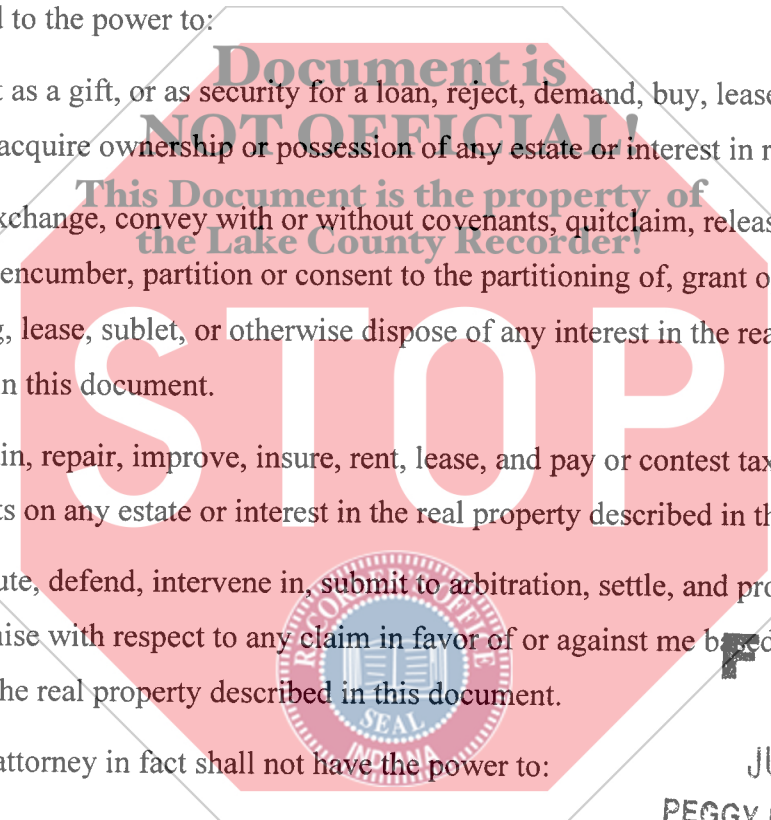 d to the power to:
Document is
t as a gift, or as security for a loan, reject, demand, buy, lease
NOT OFFICIAL!
acquire ownership or possession of any estate or interest in r
This Document is the property of
xchange, convey with or without covenants, quitclaim, releas
the Lake County Recorder!
encumber, partition or consent to the partitioning of, grant o
g, lease, sublet, or otherwise dispose of any interest in the rea
n this document.
STOP
in, repair, improve, insure, rent, lease, and pay or contest tax
ts on any estate or interest in the real property described in th
ute, defend, intervene in, submit to arbitration, settle, and pro
nise with respect to any claim in favor of or against me based
F
he real property described in this document.
RECORDER'S OFFICE
SEAL
INDIANA
attorney in fact shall not have the power to:
JU
PEGGY